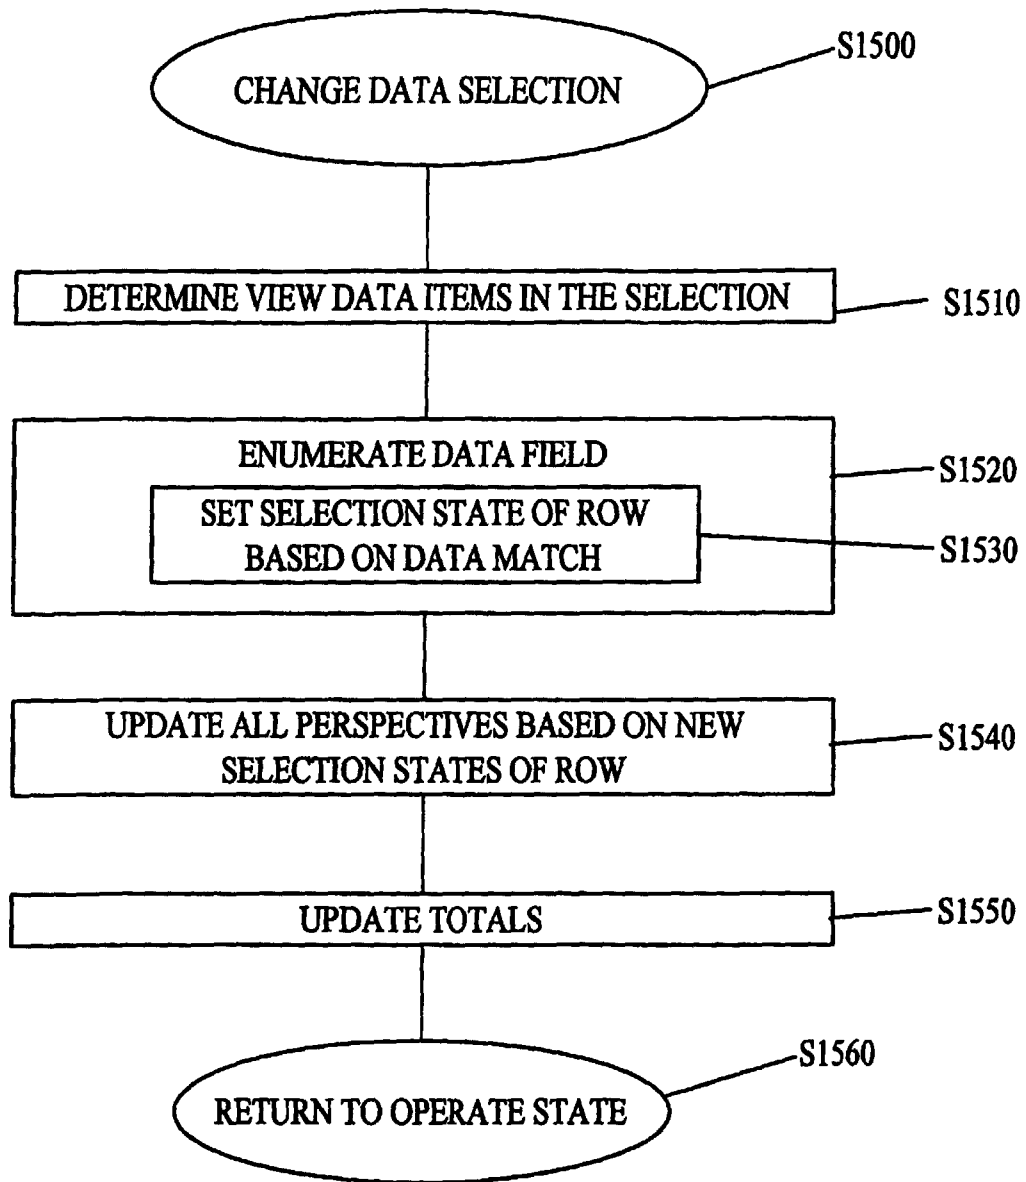 CHANGE DATA SELECTION
S1500
DETERMINE VIEW DATA ITEMS IN THE SELECTION
S1510
ENUMERATE DATA FIELD
S1520
SET SELECTION STATE OF ROW
BASED ON DATA MATCH
S1530
UPDATE ALL PERSPECTIVES BASED ON NEW
SELECTION STATES OF ROW
S1540
UPDATE TOTALS
S1550
RETURN TO OPERATE STATE
S1560